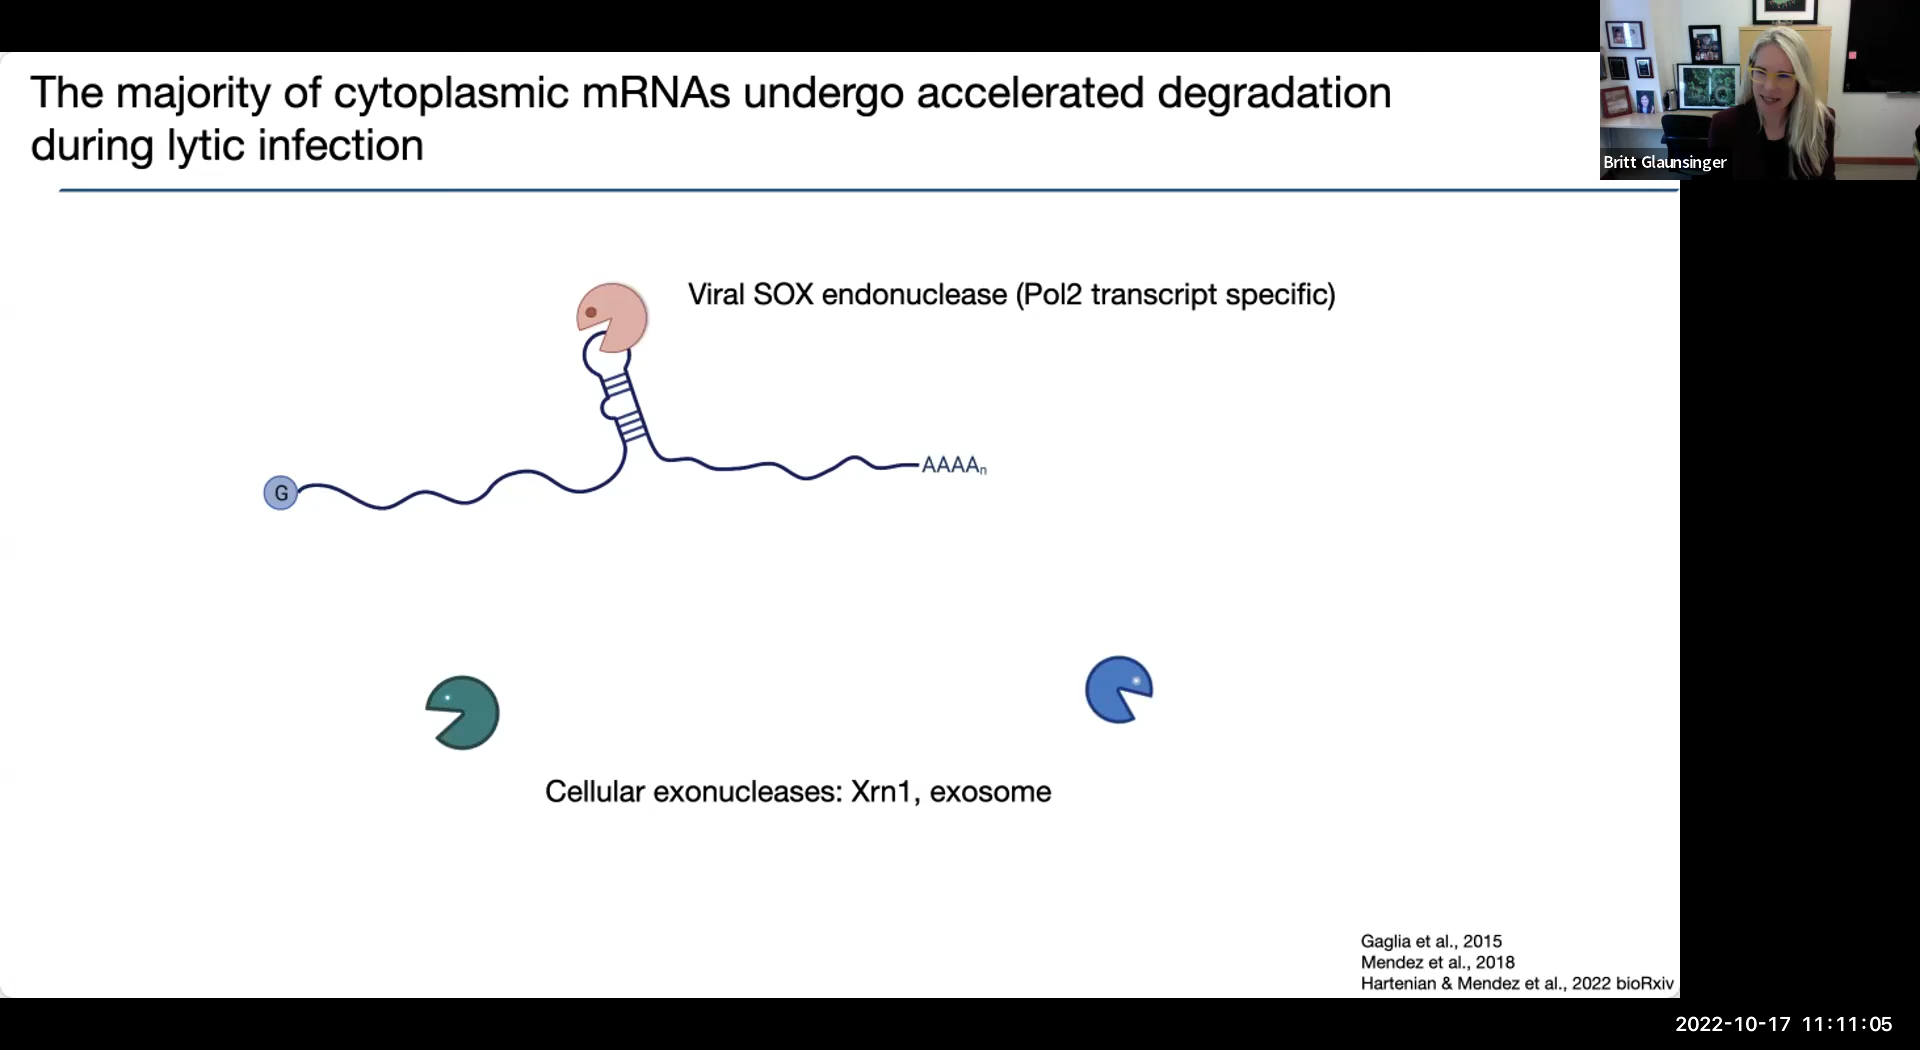 The majority of cytoplasmic mRNAs undergo accelerated degradation
during lytic infection
Britt Glaunsinger
Viral SOX endonuclease (Pol2 transcript specific)
G
AAAAn
Cellular exonucleases: Xrn1, exosome
Gaglia et al., 2015
Mendez et al., 2018
Hartenian & Mendez et al., 2022 bioRxiv
2022-10-17 11:11:05